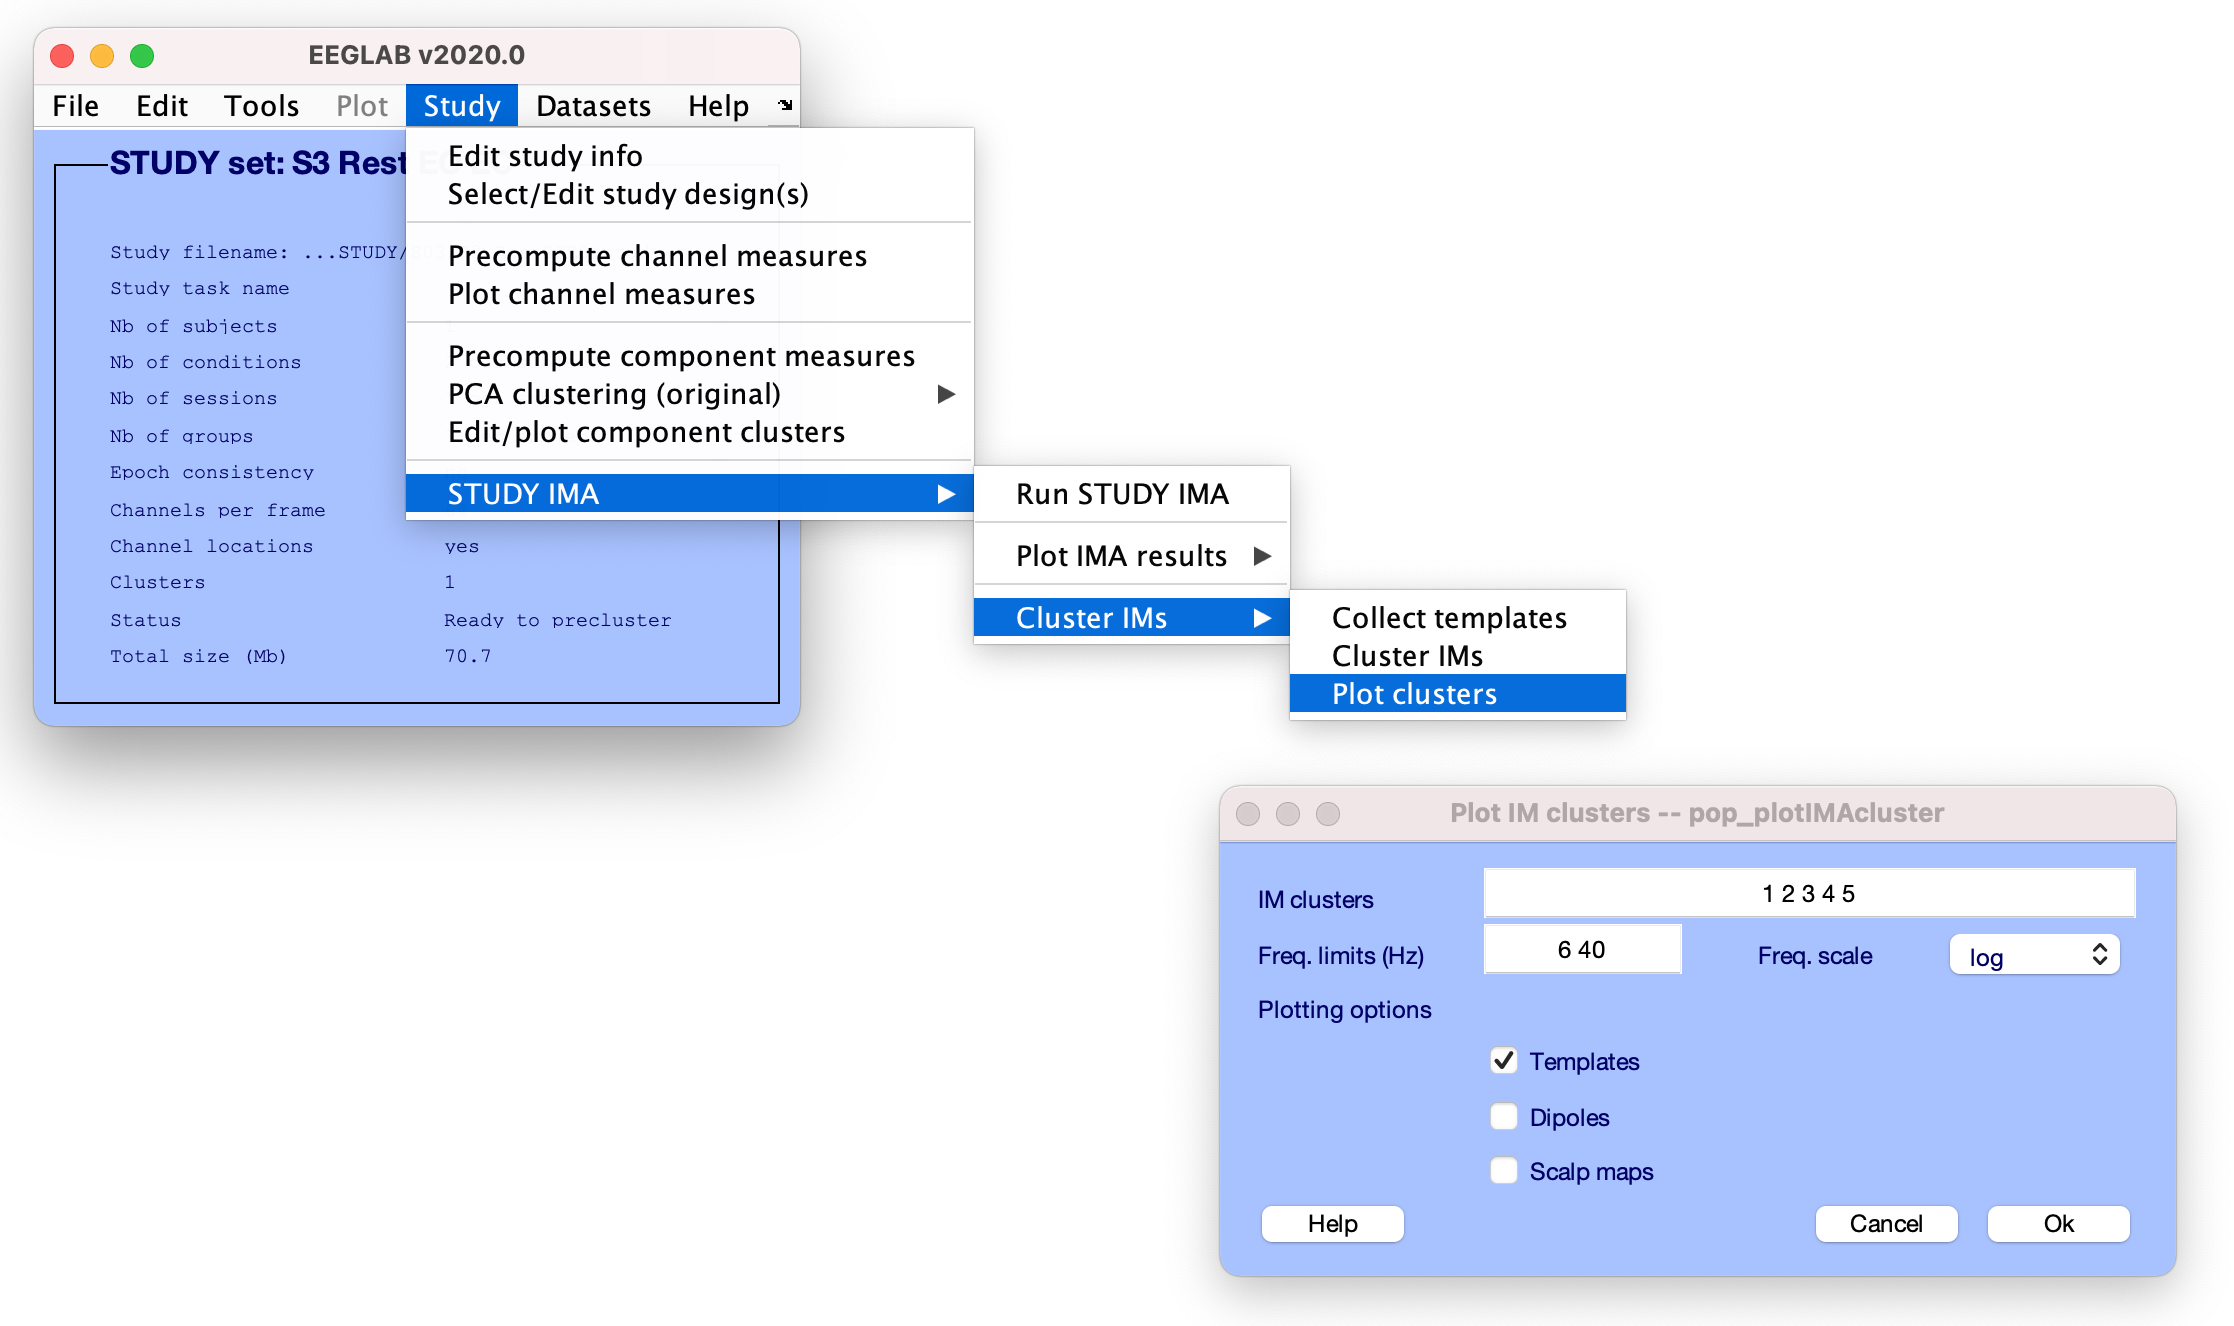 EEGLAB v2020.0
File Edit Tools Plot Study Datasets Help
STUDY set: S3 Rest
Edit study info
Select/Edit study design(s)
Precompute channel measures
Plot channel measures
Precompute component measures
PCA clustering (original)
Edit/plot component clusters
STUDY IMA
Study filename: ...STUDY/
Study task name
Nb of subjects
Nb of conditions
Nb of sessions
Nb of groups
Epoch consistency
Channels per frame
Channel locations yes
Clusters 1
Status Ready to precluster
Total size (Mb) 70.7
Run STUDY IMA
Plot IMA results
Cluster IMs
Collect templates
Cluster IMs
Plot clusters
Plot IM clusters -- pop_plotIMAcluster
IM clusters 1 2 3 4 5
Freq. limits (Hz) 6 40 Freq. scale log
Plotting options
Templates
Dipoles
Scalp maps
Help Cancel Ok